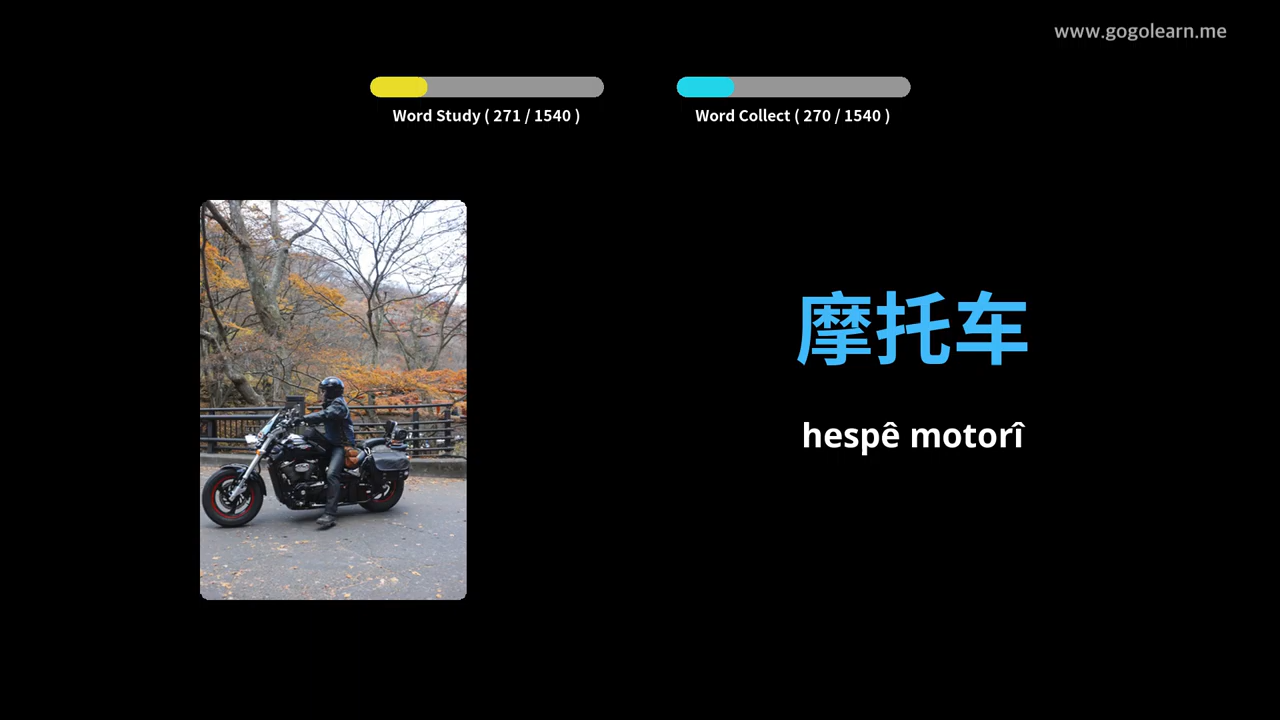 www.gogolearn.me
Word Study ( 271 / 1540 )
Word Collect ( 270 / 1540 )
摩托车
hespê motorî